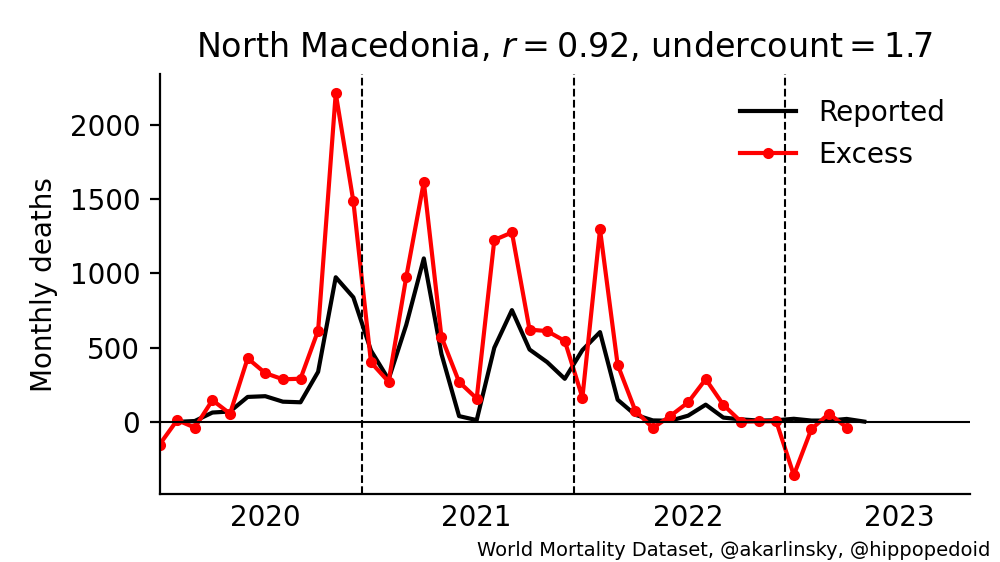 North Macedonia, r = 0.92, undercount = 1.7
Reported
Excess
Monthly deaths
2000
1500
1000
500
0
2020 2021 2022 2023
World Mortality Dataset, @akarlinsky, @hippopedoid